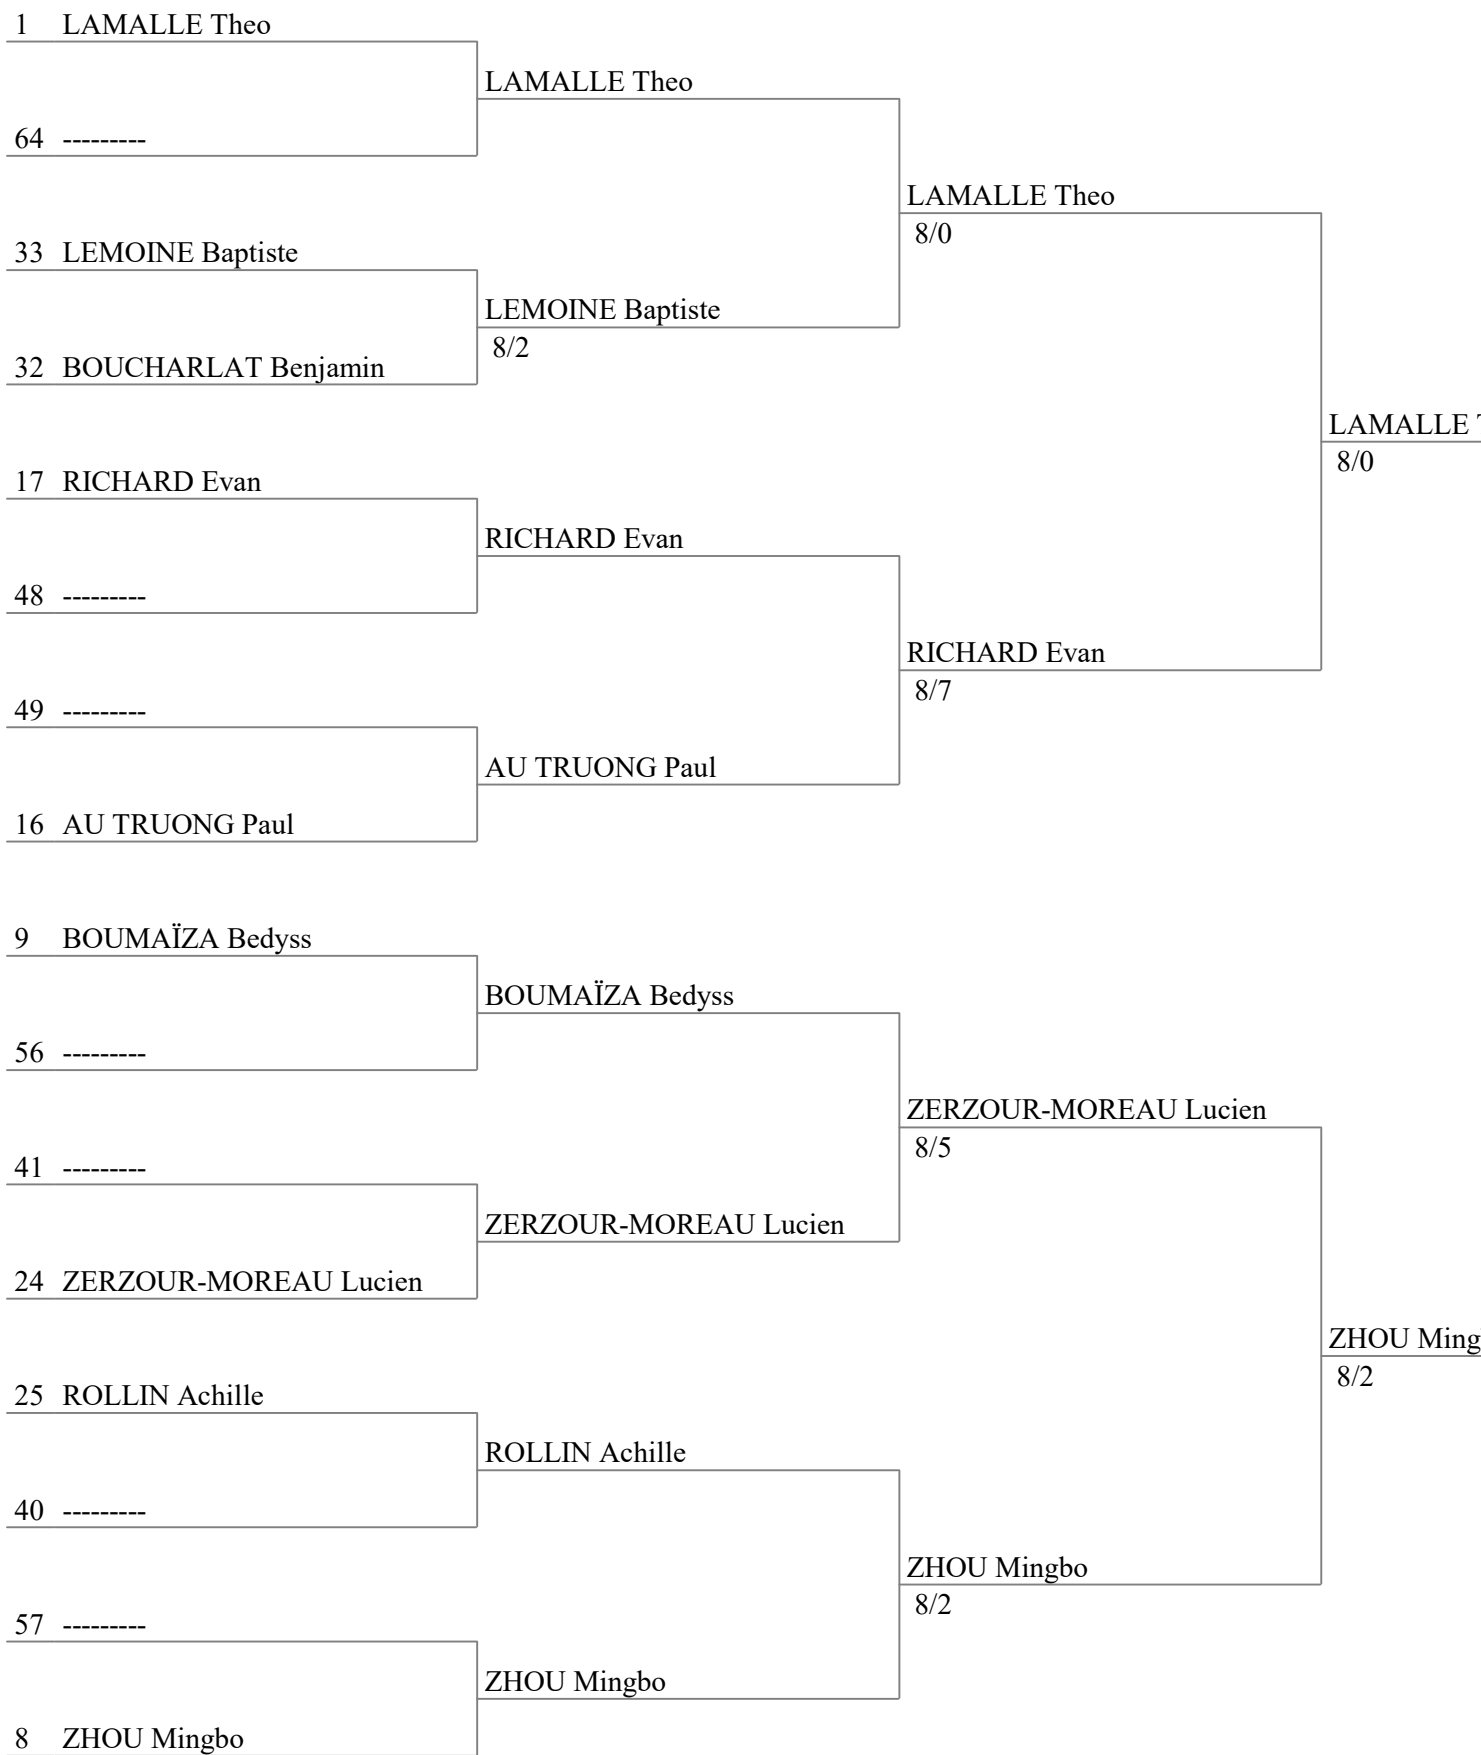 1 LAMALLE Theo
LAMALLE Theo
64 ---------
LAMALLE Theo
8/0
33 LEMOINE Baptiste
LEMOINE Baptiste
8/2
32 BOUCHARLAT Benjamin
LAMALLE
8/0
17 RICHARD Evan
RICHARD Evan
48 ---------
RICHARD Evan
8/7
49 ---------
AU TRUONG Paul
16 AU TRUONG Paul
9 BOUMAÏZA Bedyss
BOUMAÏZA Bedyss
56 ---------
ZERZOUR-MOREAU Lucien
8/5
41 ---------
ZERZOUR-MOREAU Lucien
24 ZERZOUR-MOREAU Lucien
ZHOU Ming
8/2
25 ROLLIN Achille
ROLLIN Achille
40 ---------
ZHOU Mingbo
8/2
57 ---------
ZHOU Mingbo
8 ZHOU Mingbo